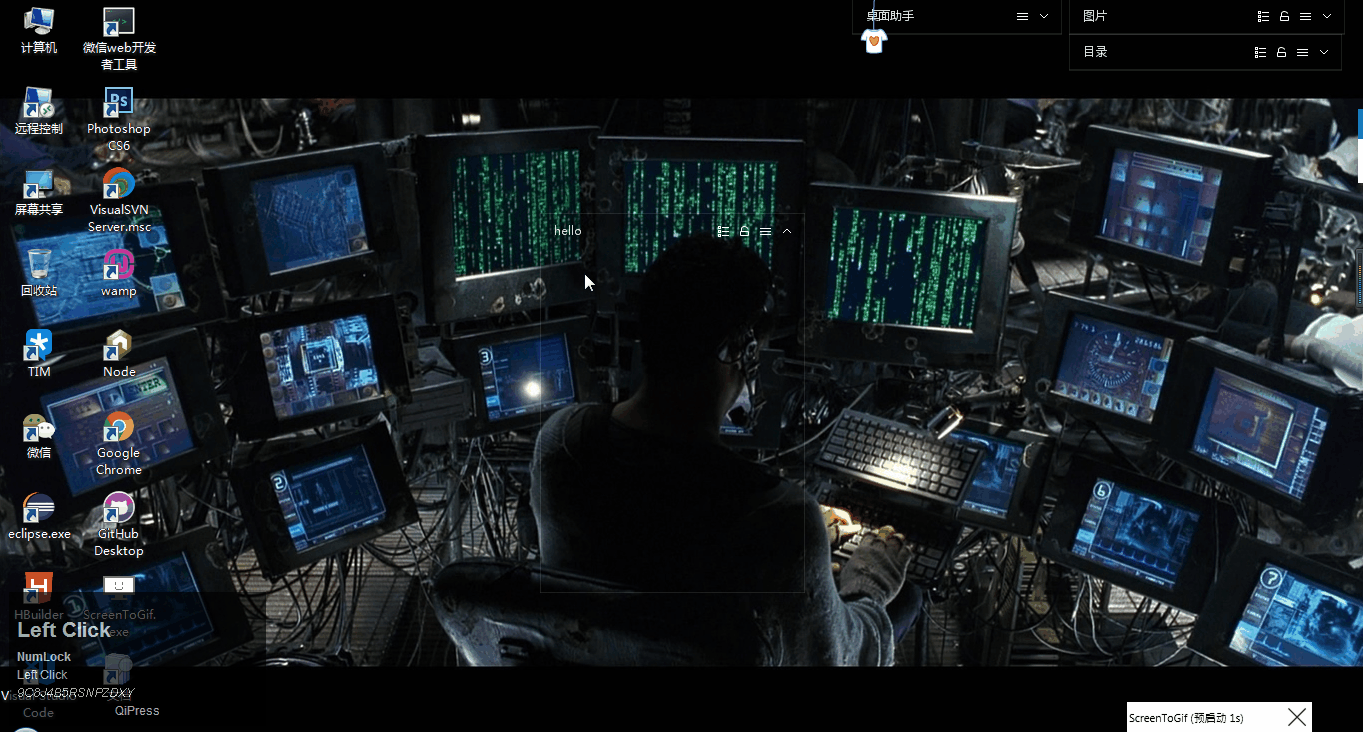 计算机
微信web开发
者工具
远程控制
Photoshop
CS6
屏幕共享
VisualSVN
Server.msc
回收站
wamp
TIM
Node
微信
Google
Chrome
eclipse.exe
GitHub
Desktop
HBuilder
ScreenToGif.
exe
Left Click
NumLock
Left Click
9C8J4B5RSNPZDXY
Code
QiPress
hello
桌面助手
图片
目录
ScreenToGif (预启动 1s)